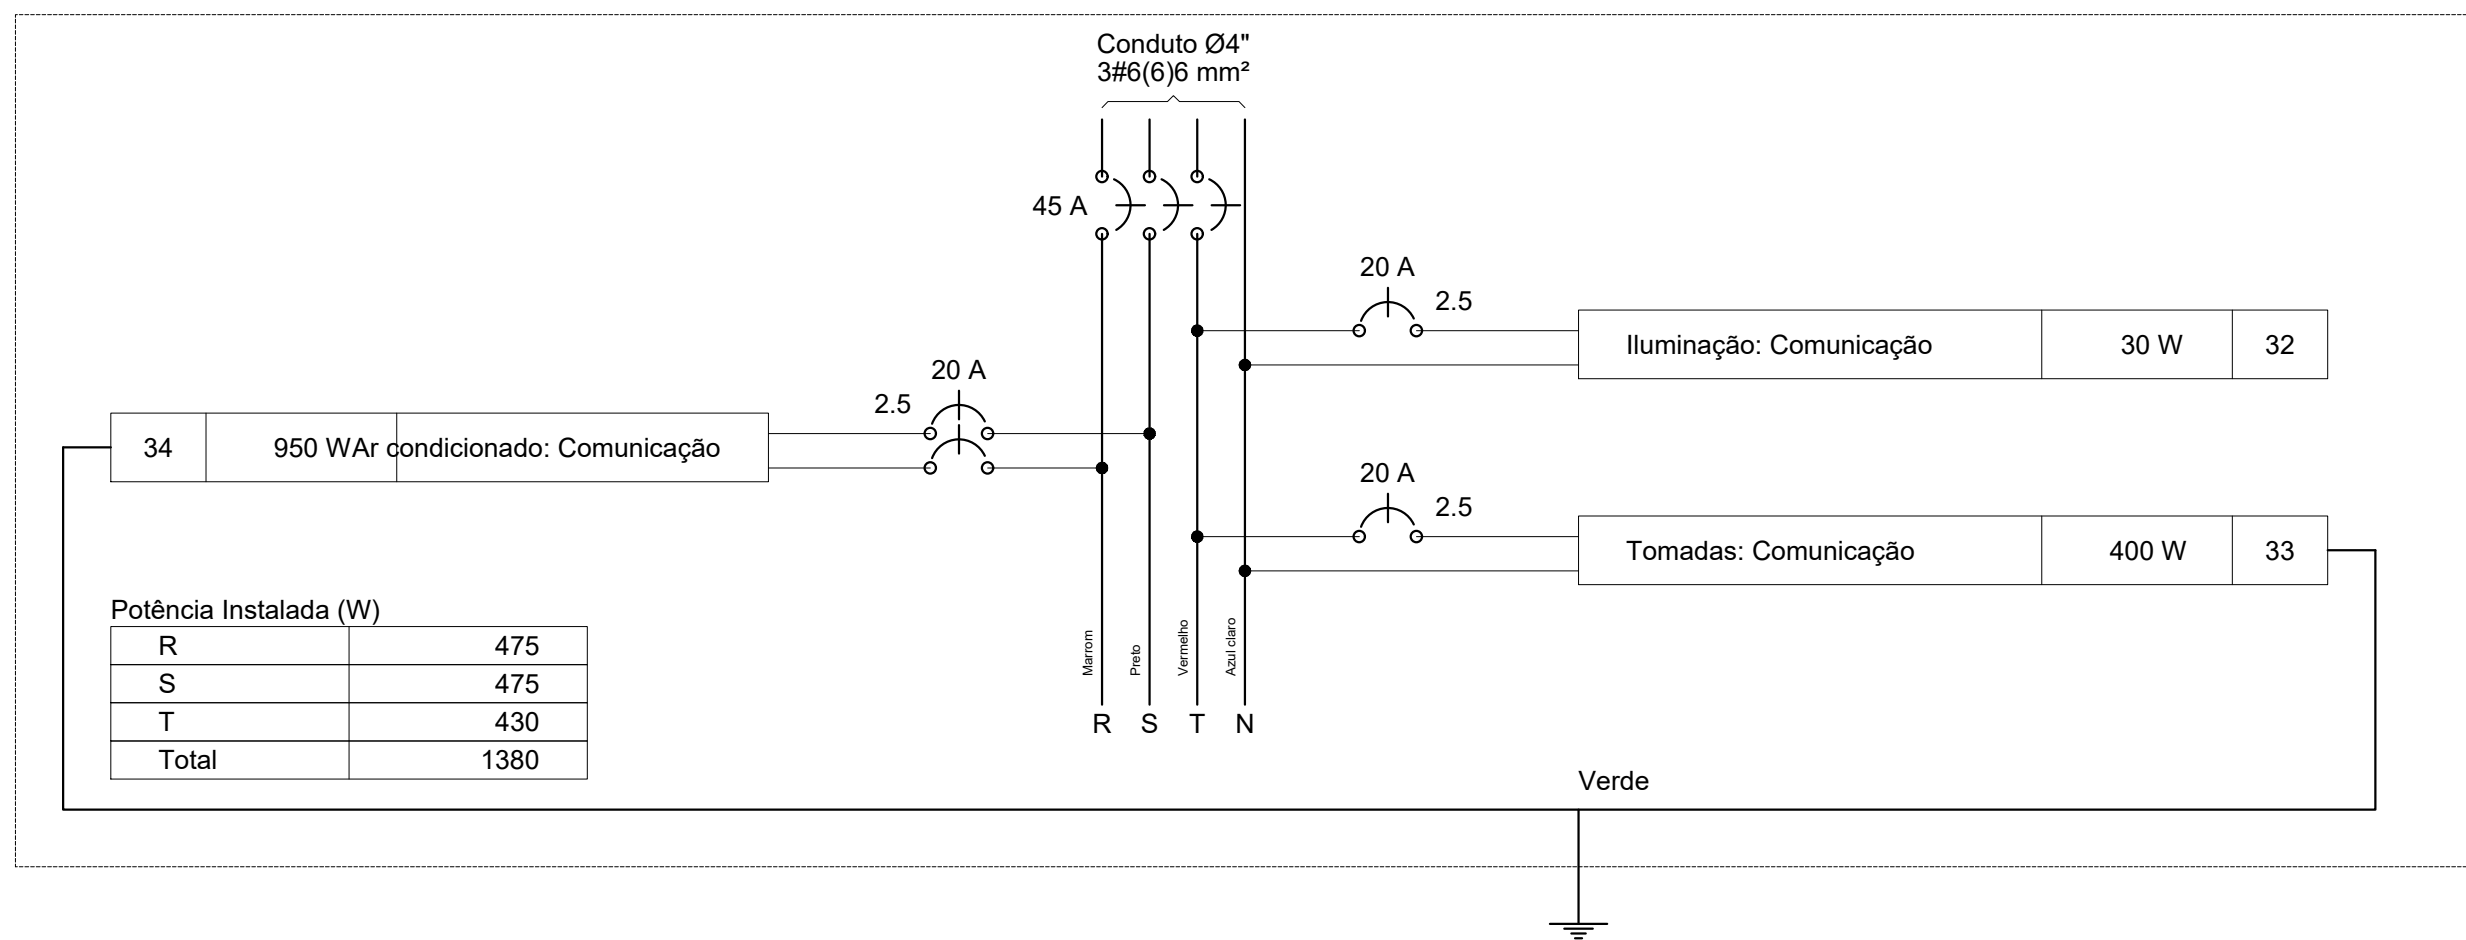 Conduto Ø4"
3#6(6)6 mm²
45 A
20 A
2.5
Iluminação: Comunicação 30 W 32
20 A
2.5
34 950 WAr condicionado: Comunicação
20 A
2.5
Tomadas: Comunicação 400 W 33
Potência Instalada (W)
R 475
S 475
T 430
Total 1380
Marrom
Preto
Vermelho
Azul claro
R S T N
Verde